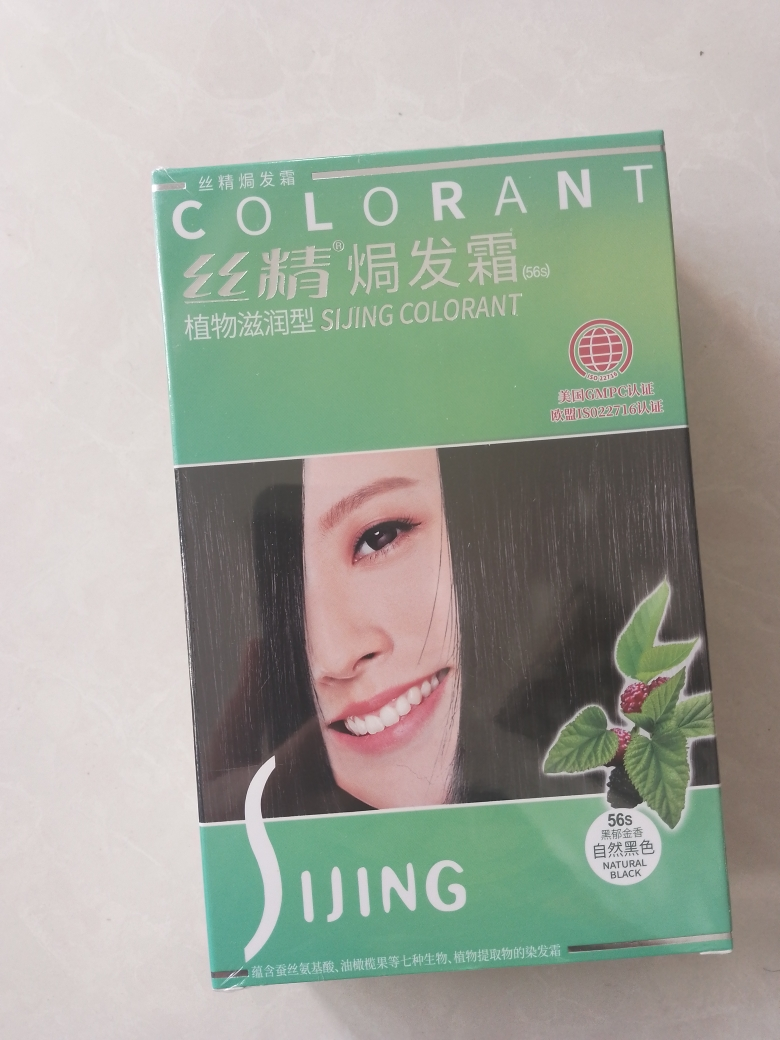 丝精焗发霜
COLORANT
丝精®焗发霜(56s)
植物滋润型 SIJING COLORANT
ISO 22716
美国GMPC认证
欧盟ISO22716认证
56s
黑郁金香
自然黑色
NATURAL
BLACK
SIJING
蕴含蚕丝氨基酸、油橄榄果等七种生物、植物提取物的染发霜